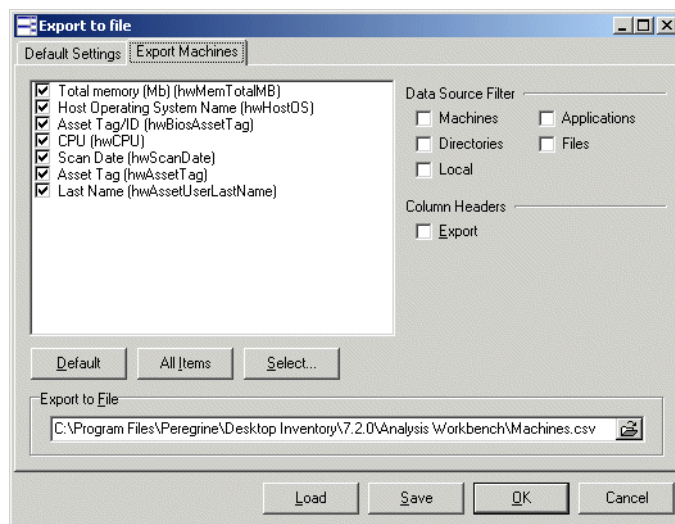 Export to file
Default Settings
Export Machines
Total memory (Mb) (hwMemTotalMB)
Host Operating System Name (hwHostOS)
Asset Tag/ID (hwBiosAssetTag)
CPU (hwCPU)
Scan Date (hwScanDate)
Asset Tag (hwAssetTag)
Last Name (hwAssetUserLastName)
Data Source Filter
Machines
Applications
Directories
Files
Local
Column Headers
Export
Default
All Items
Select...
Export to File
C:\Program Files\Peregrine\Desktop Inventory\7.2.0\Analysis Workbench\Machines.csv
Load
Save
OK
Cancel